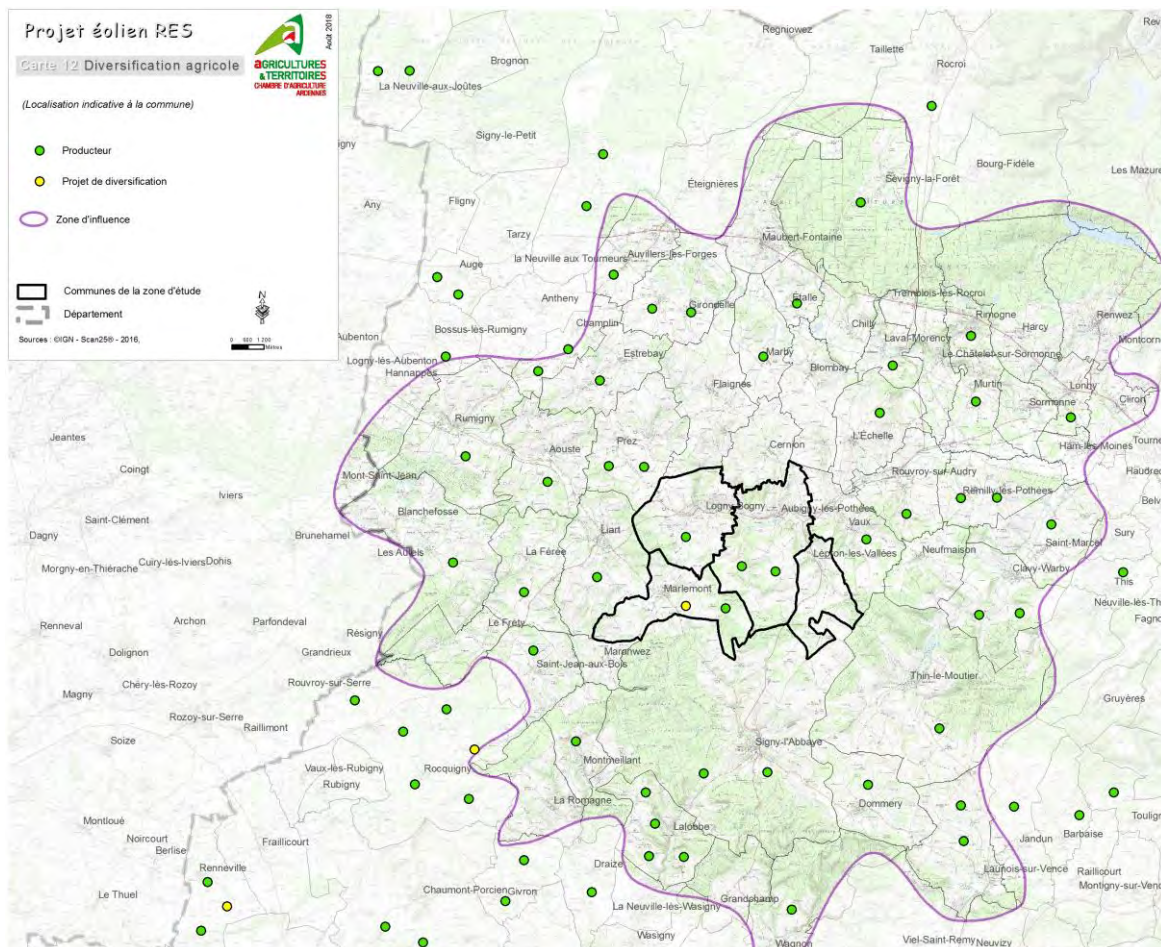 Projet éolien RES
Août 2018
Carte 12 Diversification agricole
aGRICULTURES
& TERRITOIRES
CHAMBRE D'AGRICULTURE
ARDENNES
(Localisation indicative à la commune)
Producteur
Projet de diversification
Zone d'influence
Communes de la zone d'étude
Département
N
Sources : ©IGN - Scan25® - 2016,
Regniowez
Taillette
Brognon
Rocroi
La Neuville-aux-Joûtes
Signy-le-Petit
Bourg-Fidèle
Les Mazure
Any
Fligny
Éteignières
Sévigny-la-Forêt
Tarzy
Maubert-Fontaine
la Neuville aux Tourneurs
Auvillers-les-Forges
Auge
Antheny
Girondelle
Étalle
Tremblois-lès-Rocroi
Rimogne
Harcy
Renwez
Aubenton
Bossus-lès-Rumigny
Champlin
Chilly
Laval-Morency
Montcorne
Logny-lès-Aubenton
Hannappes
Estrebay
Marby
Blombay
Le Châtelet-sur-Sormonne
Flaignes
Murtin
Lonny
Cliron
Sormonne
Rumigny
Jeantes
Aouste
Prez
Cernion
L'Échelle
Ham-les-Moines
Tourne
Coingt
Mont-Saint-Jean
Rouvroy-sur-Audry
Haudrec
Iviers
Remilly-les-Pothées
Saint-Clément
Blanchefosse
Logny-Bogny
Aubigny-les-Pothées
Belv
Dagny
Brunehamel
Liart
Vaux
Sury
Saint-Marcel
Les Autels
La Férée
Lépron-les-Vallées
Neufmaison
Morgny-en-Thiérache
Cuiry-lès-Iviers
Dohis
Clavy-Warby
This
Marlemont
Neuville-lès-Th
Renneval
Archon
Parfondeval
Résigny
Le Fréty
Fagno
Dolignon
Grandrieux
Maranwez
Saint-Jean-aux-Bois
Thin-le-Moutier
Chéry-lès-Rozoy
Rouvroy-sur-Serre
Magny
Gruyères
Rozoy-sur-Serre
Raillimont
Soize
Signy-l'Abbaye
Montmeillant
Vaux-lès-Rubigny
Rocquigny
Rubigny
La Romagne
Dommery
Montloué
Lalobbe
Toulign
Noircourt
Fraillicourt
Jandun
Barbaise
Berlise
Renneville
Draize
Launois-sur-Vence
Raillicourt
Le Thuel
Chaumont-Porcien
Givron
Grandchamp
Montigny-sur-Venc
La Neuville-lès-Wasigny
Wasigny
Wagnon
Viel-Saint-Remy
Neuvizy